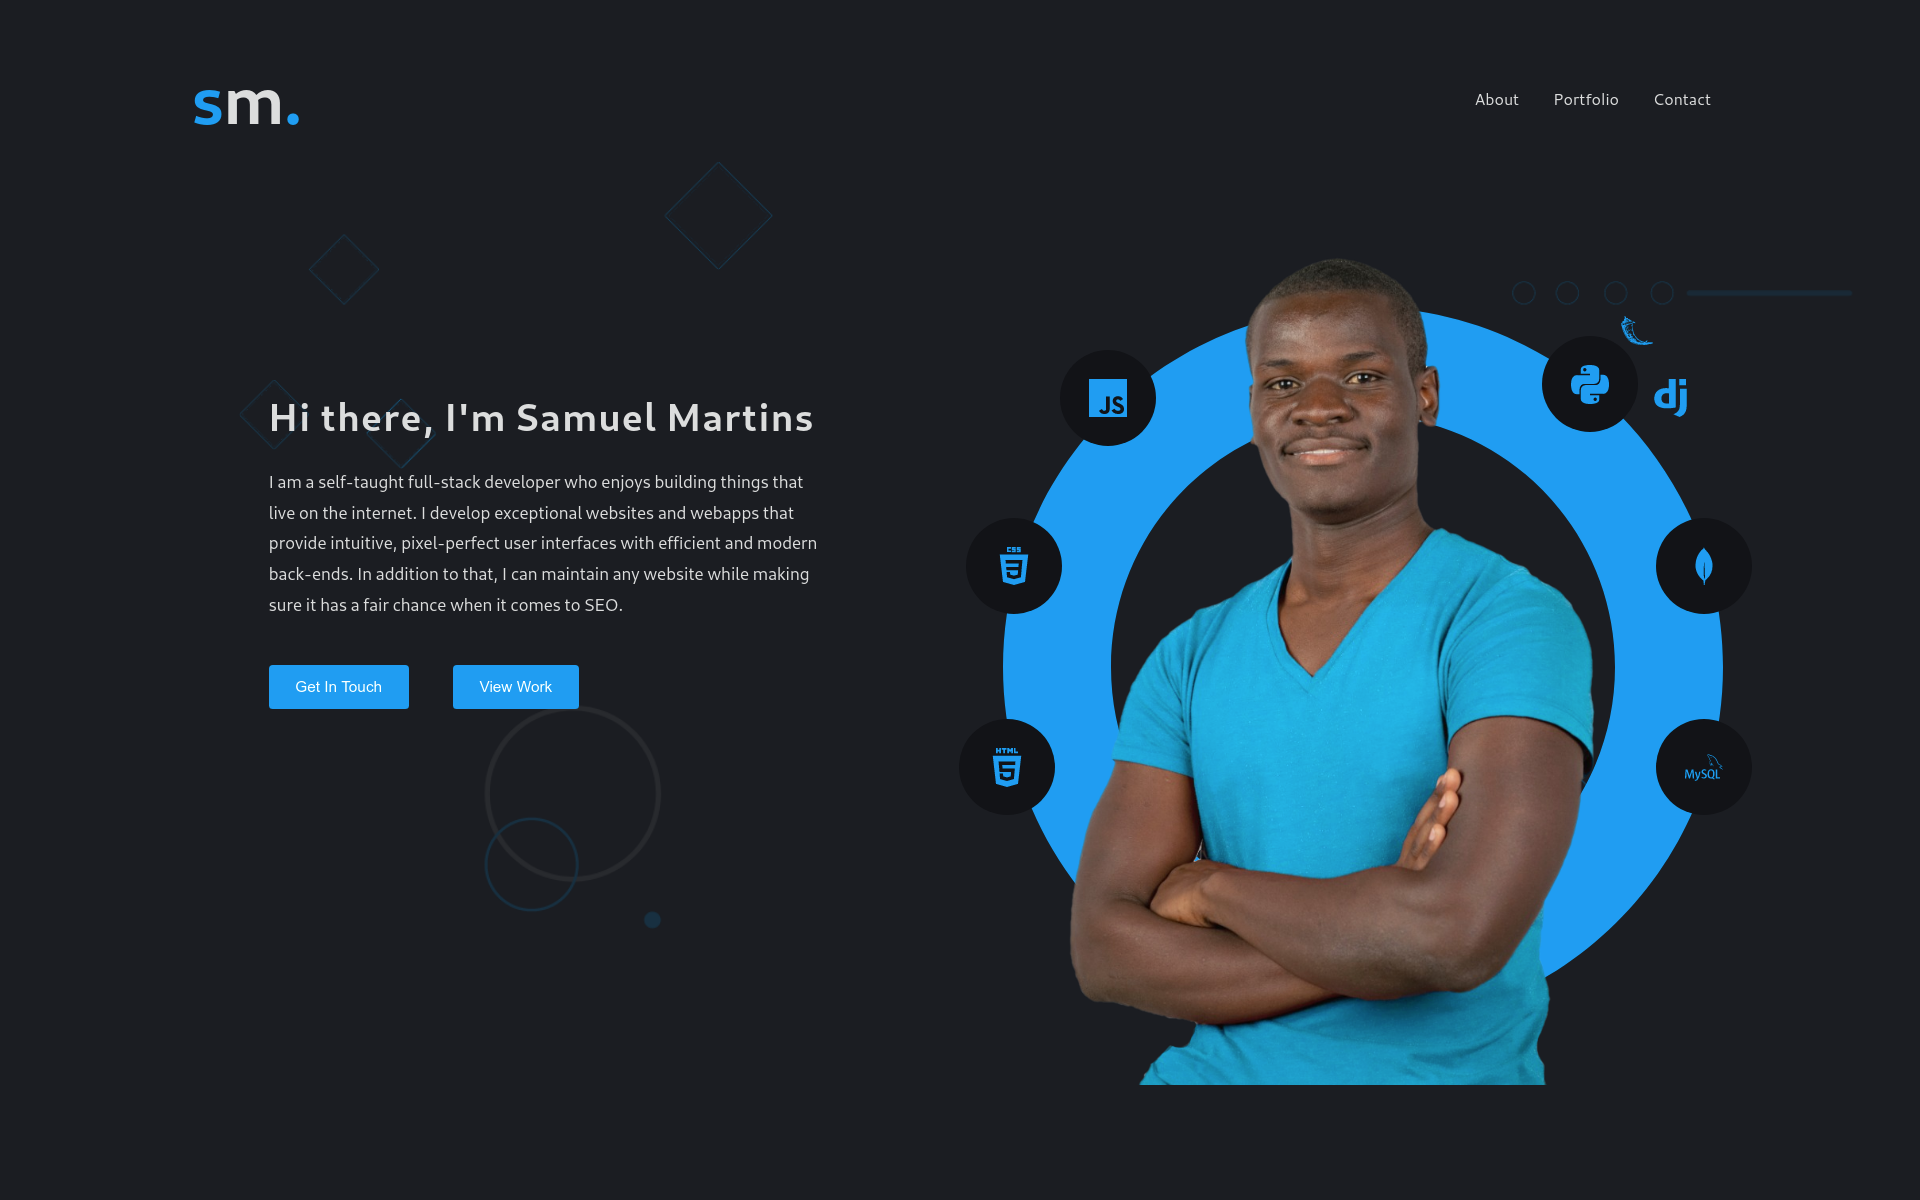 sm.
About
Portfolio
Contact
Hi there, I'm Samuel Martins
I am a self-taught full-stack developer who enjoys building things that
live on the internet. I develop exceptional websites and webapps that
provide intuitive, pixel-perfect user interfaces with efficient and modern
back-ends. In addition to that, I can maintain any website while making
sure it has a fair chance when it comes to SEO.
Get In Touch
View Work
JS
dj
CSS
3
HTML
5
MySQL